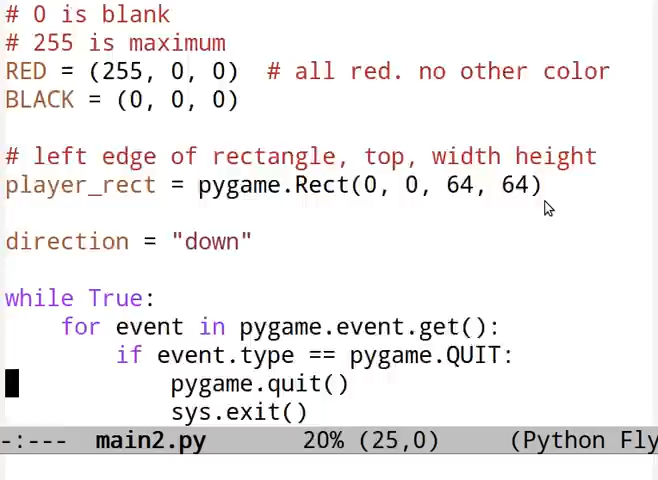 # 0 is blank
# 255 is maximum
RED = (255, 0, 0)  # all red. no other color
BLACK = (0, 0, 0)
# left edge of rectangle, top, width height
player_rect = pygame.Rect(0, 0, 64, 64)
direction = "down"
while True:
    for event in pygame.event.get():
        if event.type == pygame.QUIT:
            pygame.quit()
            sys.exit()
-:---  main2.py       20% (25,0)     (Python Fly